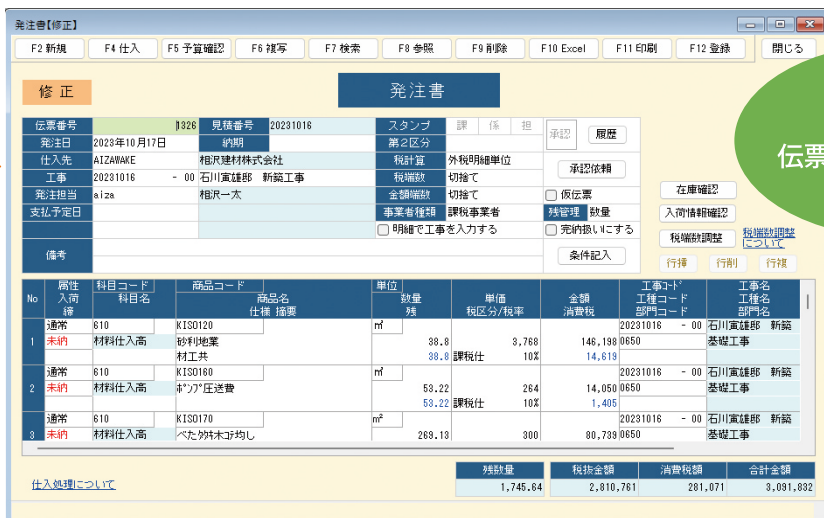 発注書【修正】
F2 新規 F4 仕入 F5 予算確認 F6 複写 F7 検索 F8 参照 F9 削除 F10 Excel F11 印刷 F12 登録 閉じる
修 正 発注書
伝票
伝票番号 1326 見積番号 20231016 スタンプ 課 係 担 承認 履歴
発注日 2023年10月17日 納期 第2区分
仕入先 AIZAWAKE 相沢建材株式会社 税計算 外税明細単位 承認依頼
工事 20231016 - 00 石川寅雄邸 新築工事 税端数 切捨て
発注担当 aiza 相沢一太 金額端数 切捨て 仮伝票 在庫確認
支払予定日 事業者種類 課税事業者 残管理 数量 入荷情報確認
明細で工事を入力する 完納扱いにする 税端数調整 税端数調整について
備考 条件記入 行挿 行削 行複
No 属性 科目コード 商品コード 単位 工事コード 工事名
入荷 科目名 商品名 数量 単価 金額 工種コード 工種名
締 仕様 摘要 残 税区分/税率 消費税 部門コード 部門名
通常 610 KISO120 ㎥ 20231016 - 00 石川寅雄邸 新築
1 未納 材料仕入高 砂利地業 38.8 3,768 146,198 0650 基礎工事
材工共 38.8 課税仕 10% 14,619
通常 610 KISO160 ㎥ 20231016 - 00 石川寅雄邸 新築
2 未納 材料仕入高 ﾎﾟﾝﾌﾟ圧送費 53.22 264 14,050 0650 基礎工事
53.22 課税仕 10% 1,405
通常 610 KISO170 m² 20231016 - 00 石川寅雄邸 新築
3 未納 材料仕入高 269.13 300 80,739 0650 基礎工事
残数量 税抜金額 消費税額 合計金額
仕入処理について 1,745.64 2,810,761 281,071 3,091,832